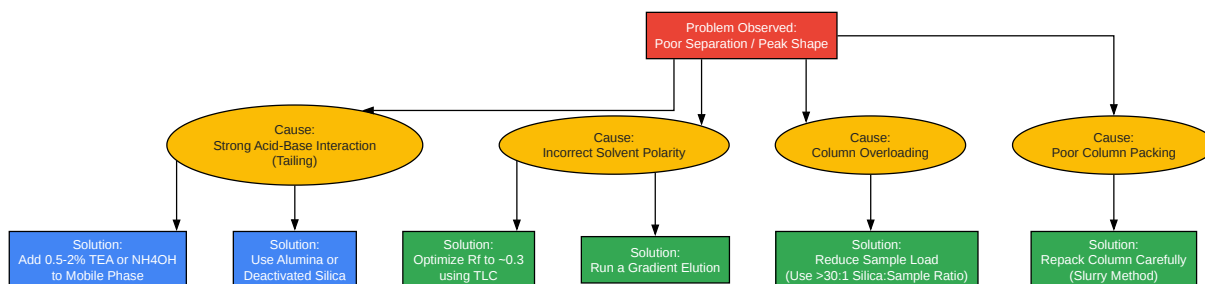 Problem Observed:
Poor Separation / Peak Shape
Cause:
Strong Acid-Base Interaction
(Tailing)
Cause:
Incorrect Solvent Polarity
Cause:
Column Overloading
Cause:
Poor Column Packing
Solution:
Add 0.5-2% TEA or NH4OH
to Mobile Phase
Solution:
Use Alumina or
Deactivated Silica
Solution:
Optimize Rf to ~0.3
using TLC
Solution:
Run a Gradient Elution
Solution:
Reduce Sample Load
(Use >30:1 Silica:Sample Ratio)
Solution:
Repack Column Carefully
(Slurry Method)